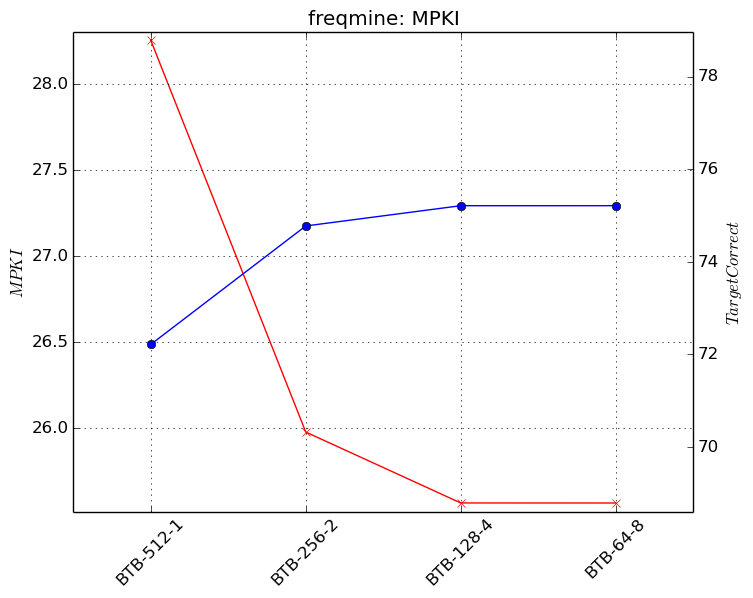 freqmine: MPKI
28.0
27.5
27.0
26.5
26.0
MPKI
78
76
74
72
70
TargetCorrect
BTB-512-1
BTB-256-2
BTB-128-4
BTB-64-8